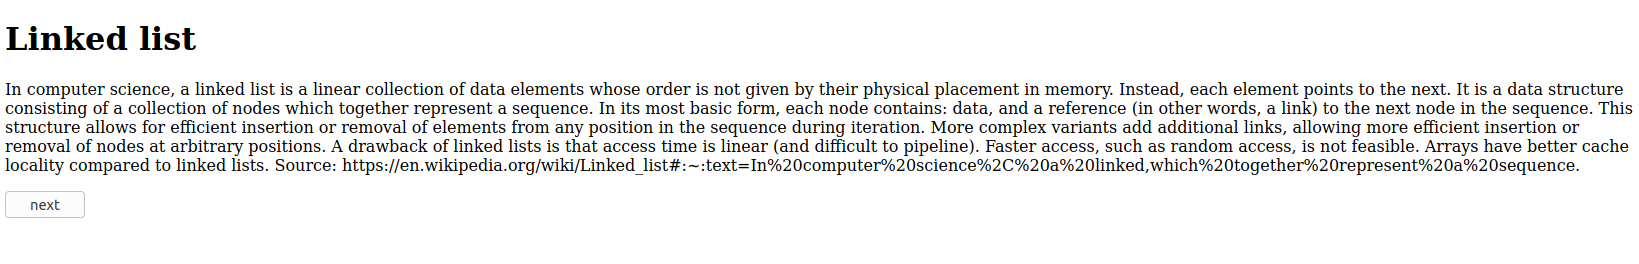 Linked list
In computer science, a linked list is a linear collection of data elements whose order is not given by their physical placement in memory. Instead, each element points to the next. It is a data structure
consisting of a collection of nodes which together represent a sequence. In its most basic form, each node contains: data, and a reference (in other words, a link) to the next node in the sequence. This
structure allows for efficient insertion or removal of elements from any position in the sequence during iteration. More complex variants add additional links, allowing more efficient insertion or
removal of nodes at arbitrary positions. A drawback of linked lists is that access time is linear (and difficult to pipeline). Faster access, such as random access, is not feasible. Arrays have better cache
locality compared to linked lists. Source: https://en.wikipedia.org/wiki/Linked_list#:~:text=In%20computer%20science%2C%20a%20linked,which%20together%20represent%20a%20sequence.
next